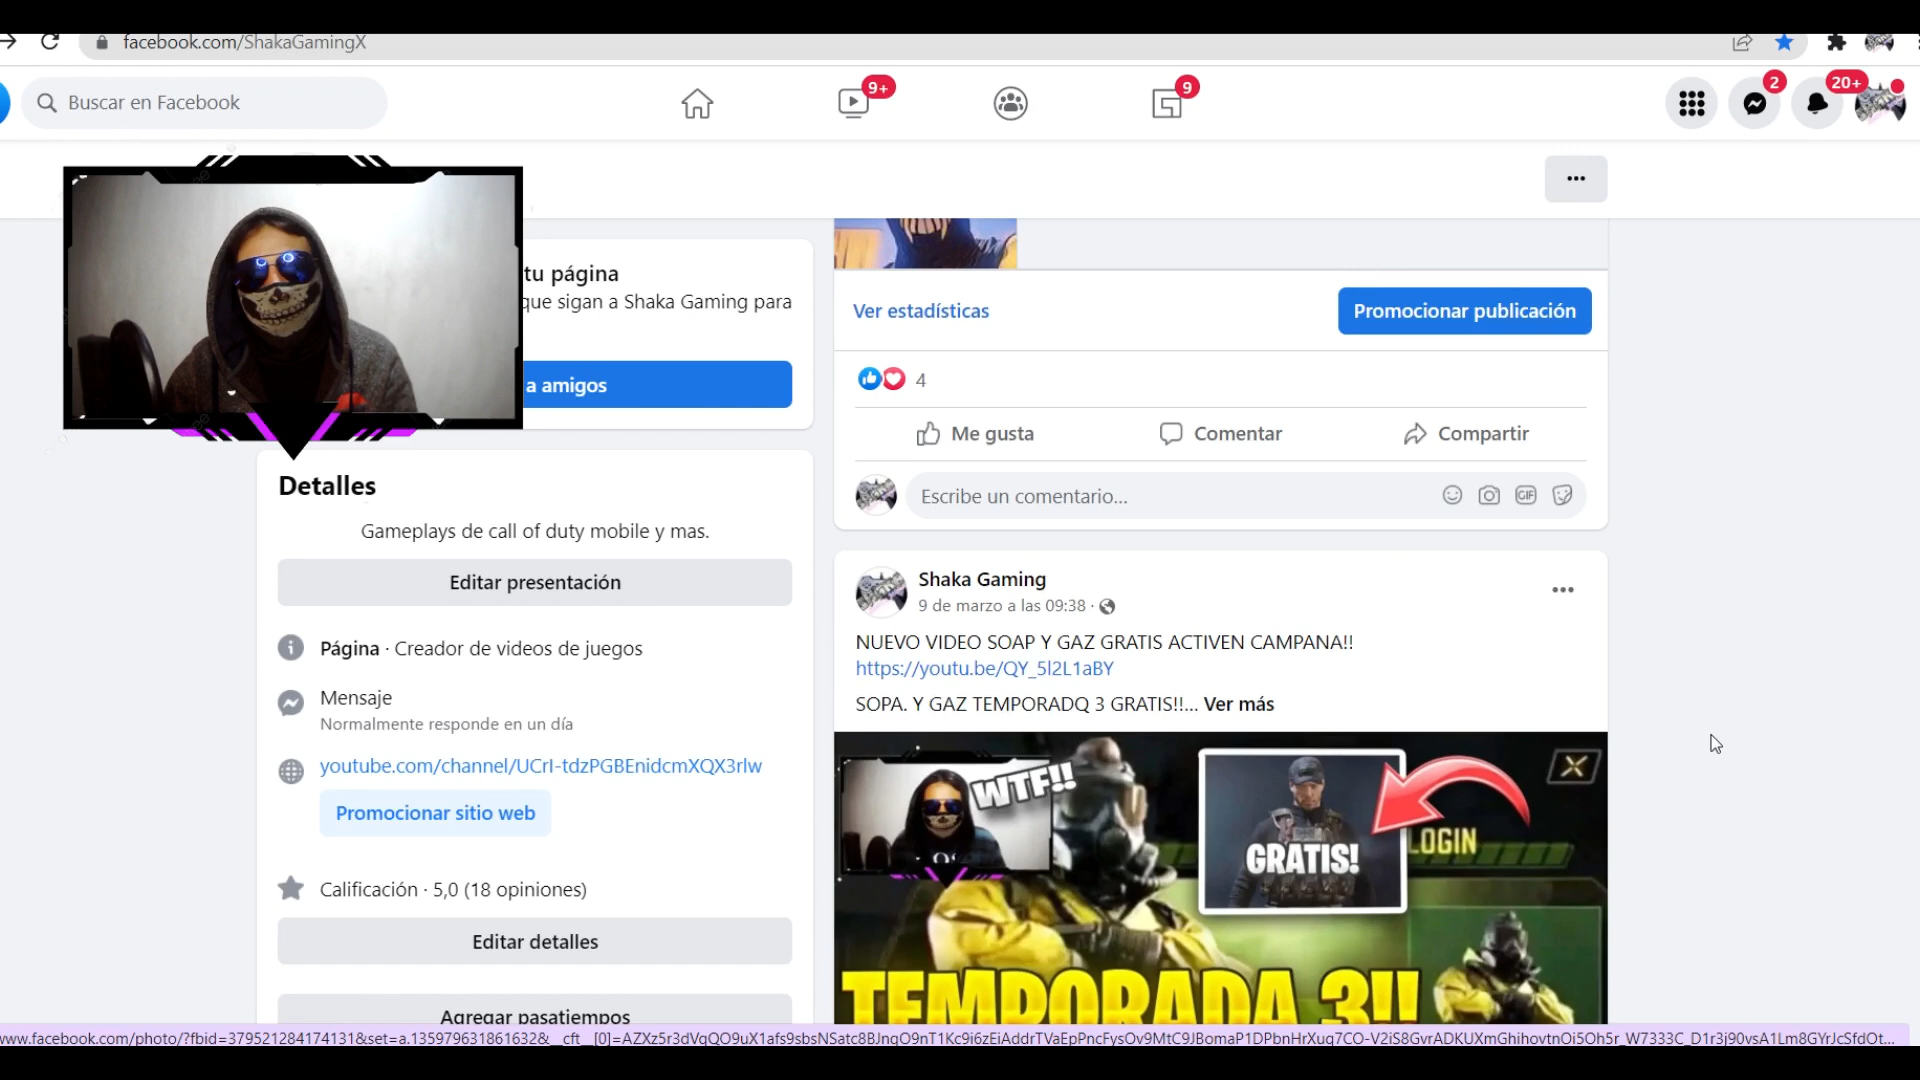 facebook.com/ShakaGamingX
Buscar en Facebook
9+
9
2
20+
tu página
que sigan a Shaka Gaming para
a amigos
Detalles
Gameplays de call of duty mobile y mas.
Editar presentación
Página · Creador de videos de juegos
Mensaje
Normalmente responde en un día
youtube.com/channel/UCrI-tdzPGBEnidcmXQX3rlw
Promocionar sitio web
Calificación · 5,0 (18 opiniones)
Editar detalles
Agregar pasatiempos
Ver estadísticas
Promocionar publicación
4
Me gusta
Comentar
Compartir
Escribe un comentario...
GIF
Shaka Gaming
9 de marzo a las 09:38 ·
NUEVO VIDEO SOAP Y GAZ GRATIS ACTIVEN CAMPANA!!
https://youtu.be/QY_5l2L1aBY
SOPA. Y GAZ TEMPORADQ 3 GRATIS!!... Ver más
WTF!!
GRATIS!
LOGIN
TEMPORADA 3!!